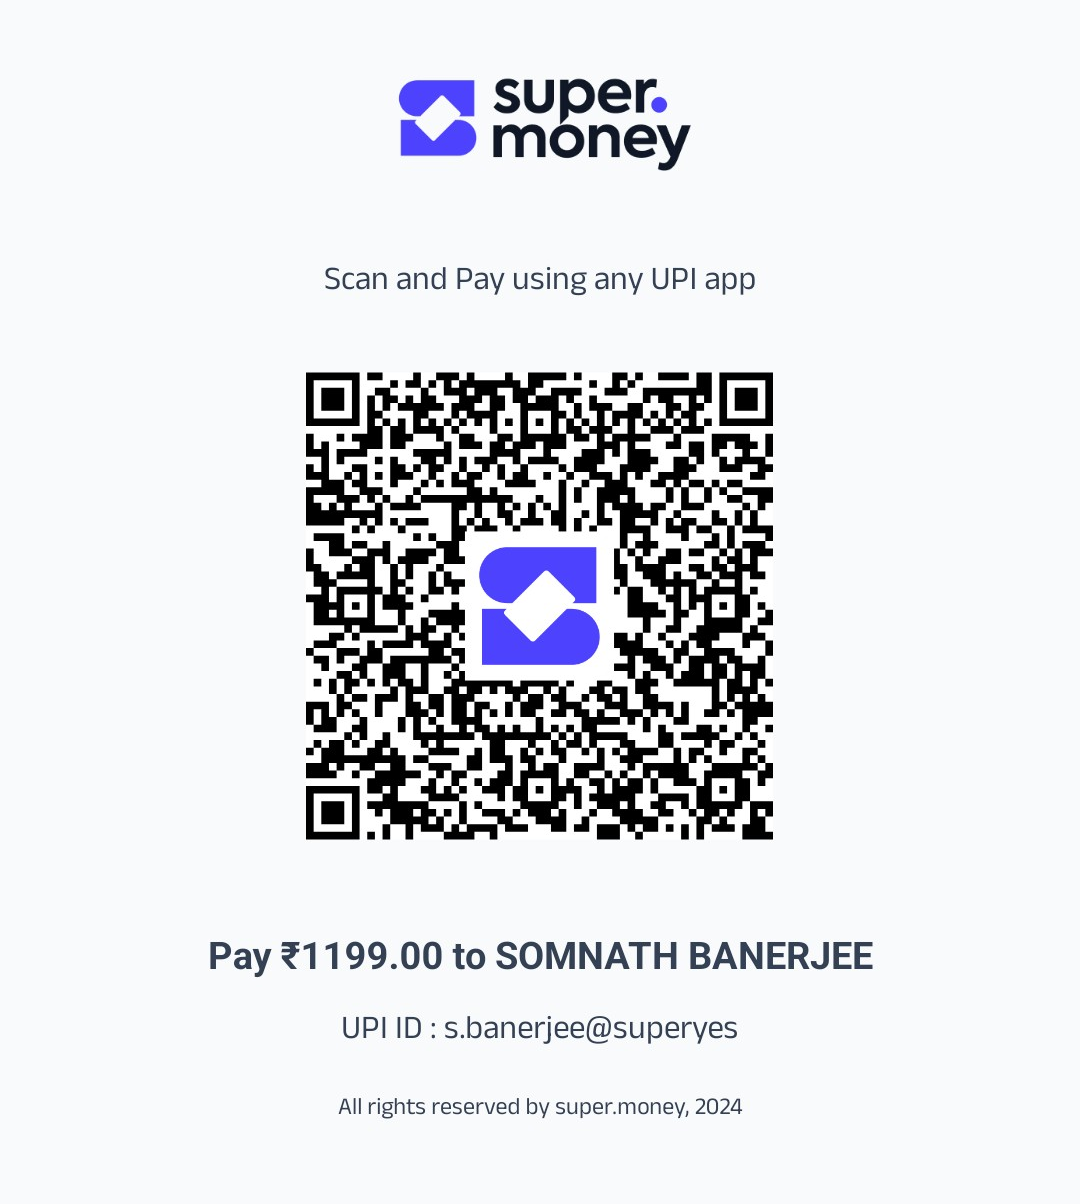 super.
money
Scan and Pay using any UPI app
Pay ₹1199.00 to SOMNATH BANERJEE
UPI ID : s.banerjee@superyes
All rights reserved by super.money, 2024